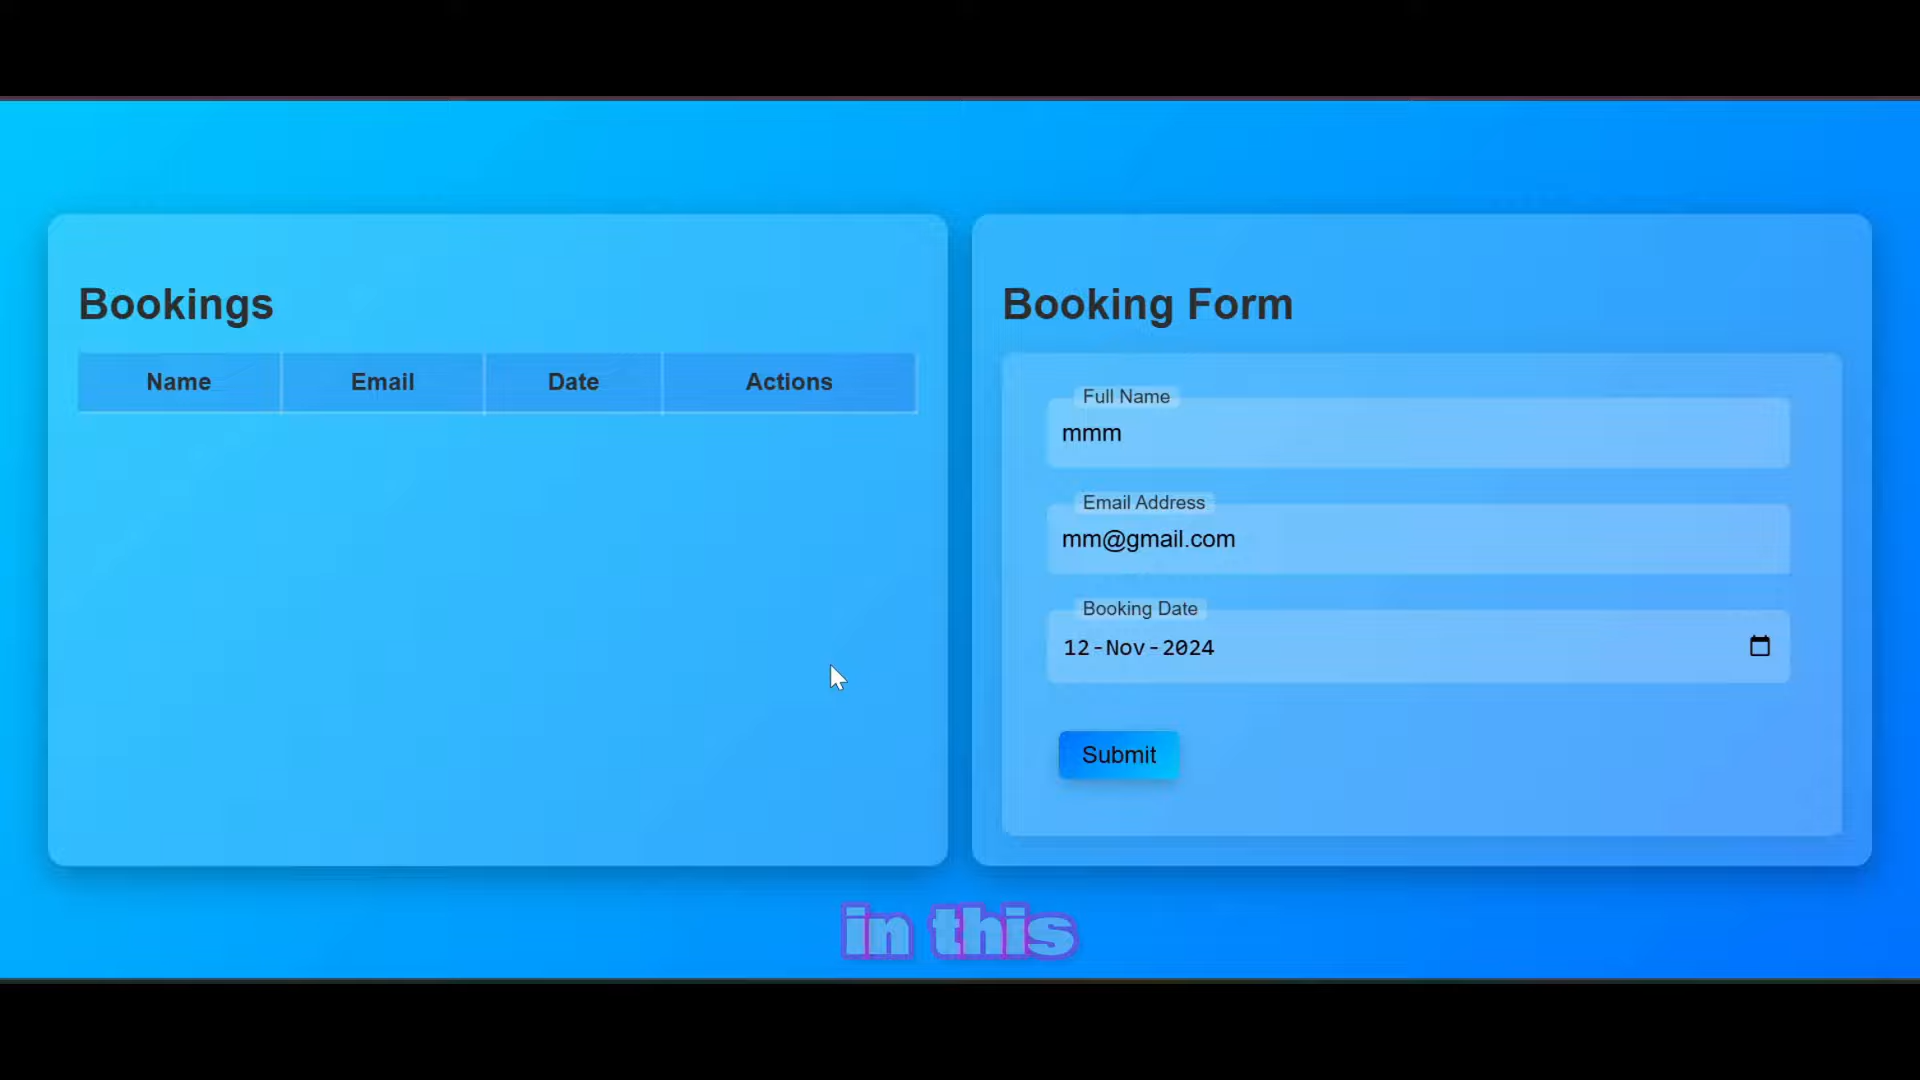 Bookings
Name Email Date Actions
Booking Form
Full Name
mmm
Email Address
mm@gmail.com
Booking Date
12-Nov-2024
Submit
in this